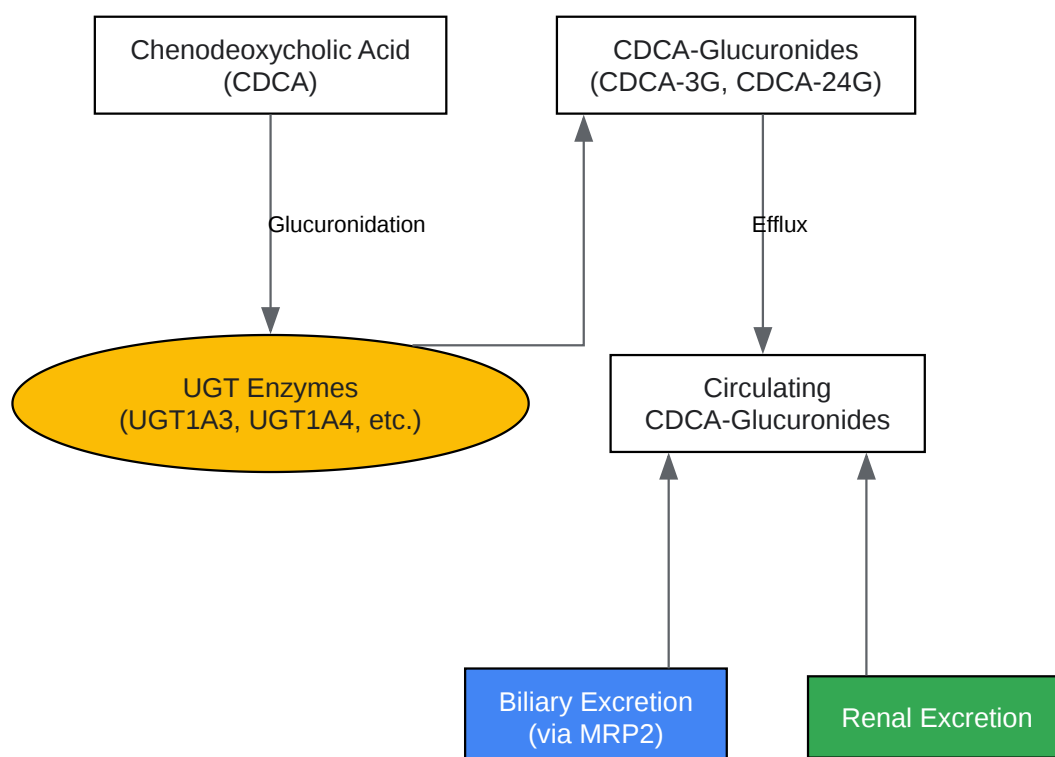 Chenodeoxycholic Acid
(CDCA)
CDCA-Glucuronides
(CDCA-3G, CDCA-24G)
Glucuronidation
Efflux
UGT Enzymes
(UGT1A3, UGT1A4, etc.)
Circulating
CDCA-Glucuronides
Biliary Excretion
(via MRP2)
Renal Excretion